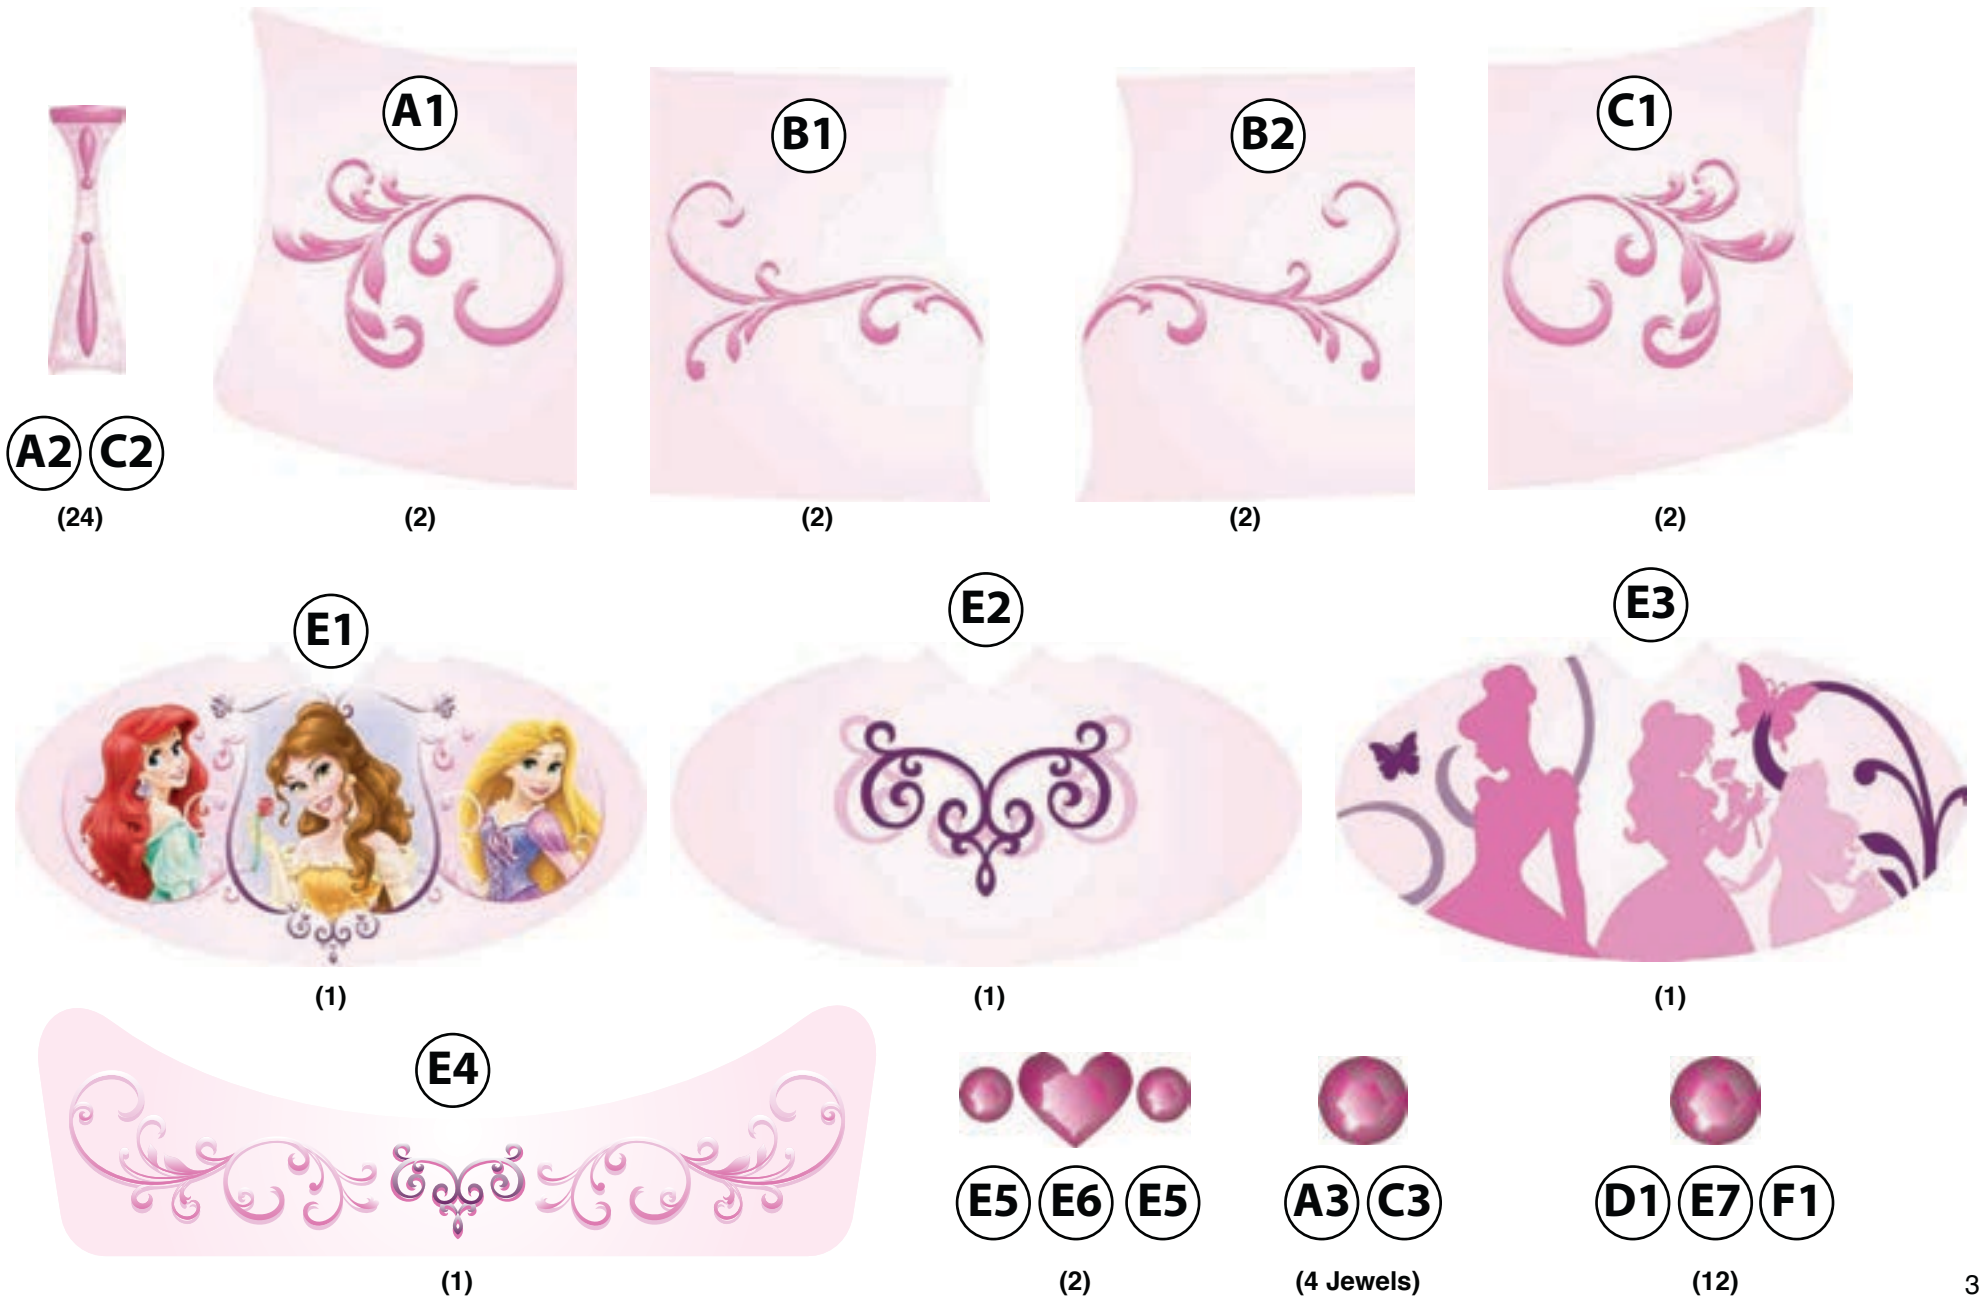 A1
B1
B2
C1
A2 C2
(24)
(2)
(2)
(2)
(2)
E1
E2
E3
(1)
(1)
(1)
E4
E5 E6 E5
A3 C3
D1 E7 F1
(1)
(2)
(4 Jewels)
(12)
3